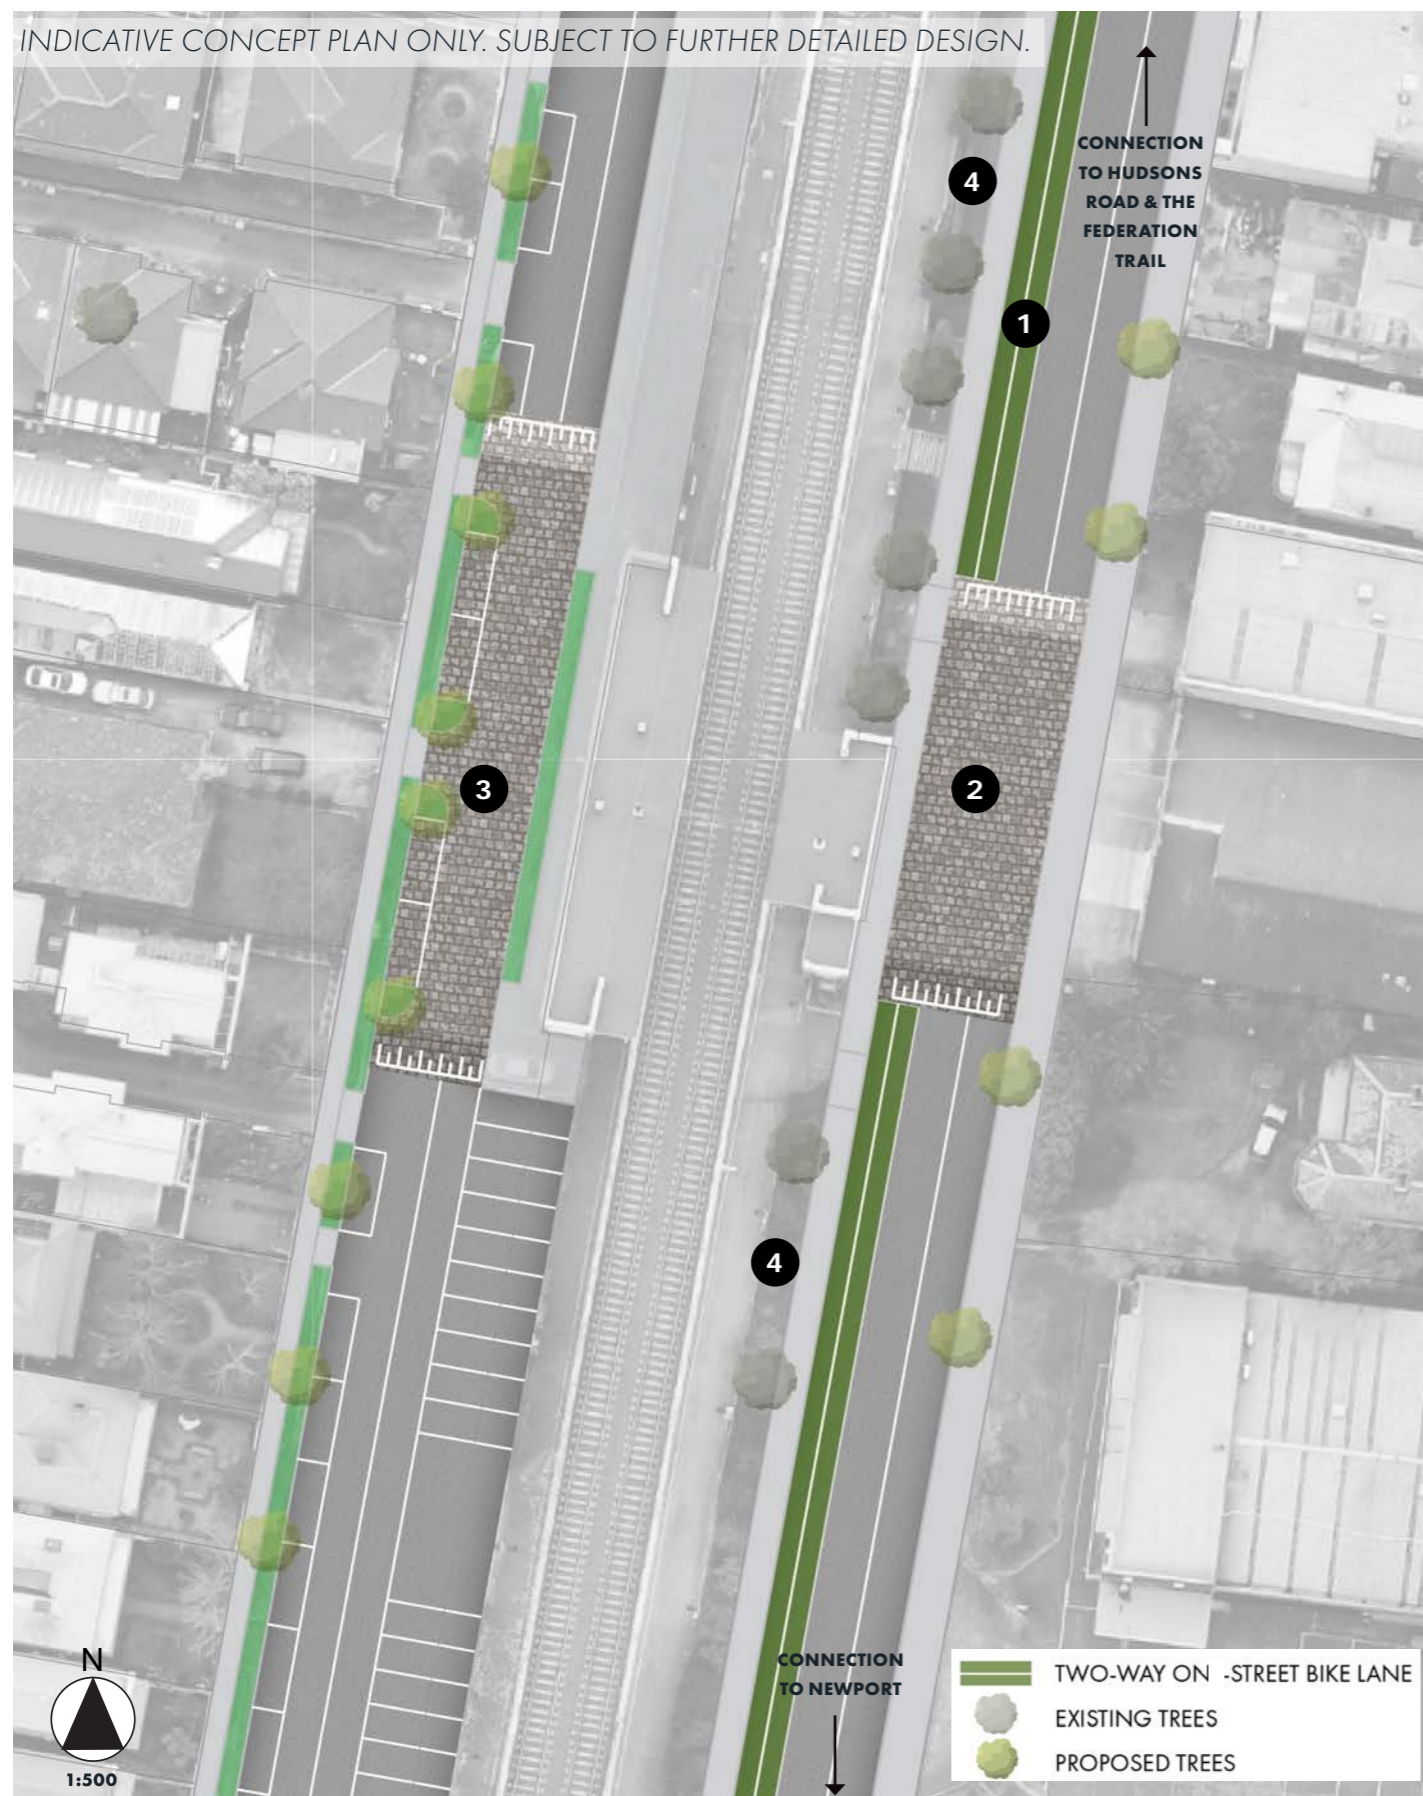 INDICATIVE CONCEPT PLAN ONLY. SUBJECT TO FURTHER DETAILED DESIGN.
CONNECTION
TO HUDSONS
ROAD & THE
FEDERATION
TRAIL
4
1
3
2
4
CONNECTION
TO NEWPORT
N
1:500
TWO-WAY ON -STREET BIKE LANE
EXISTING TREES
PROPOSED TREES